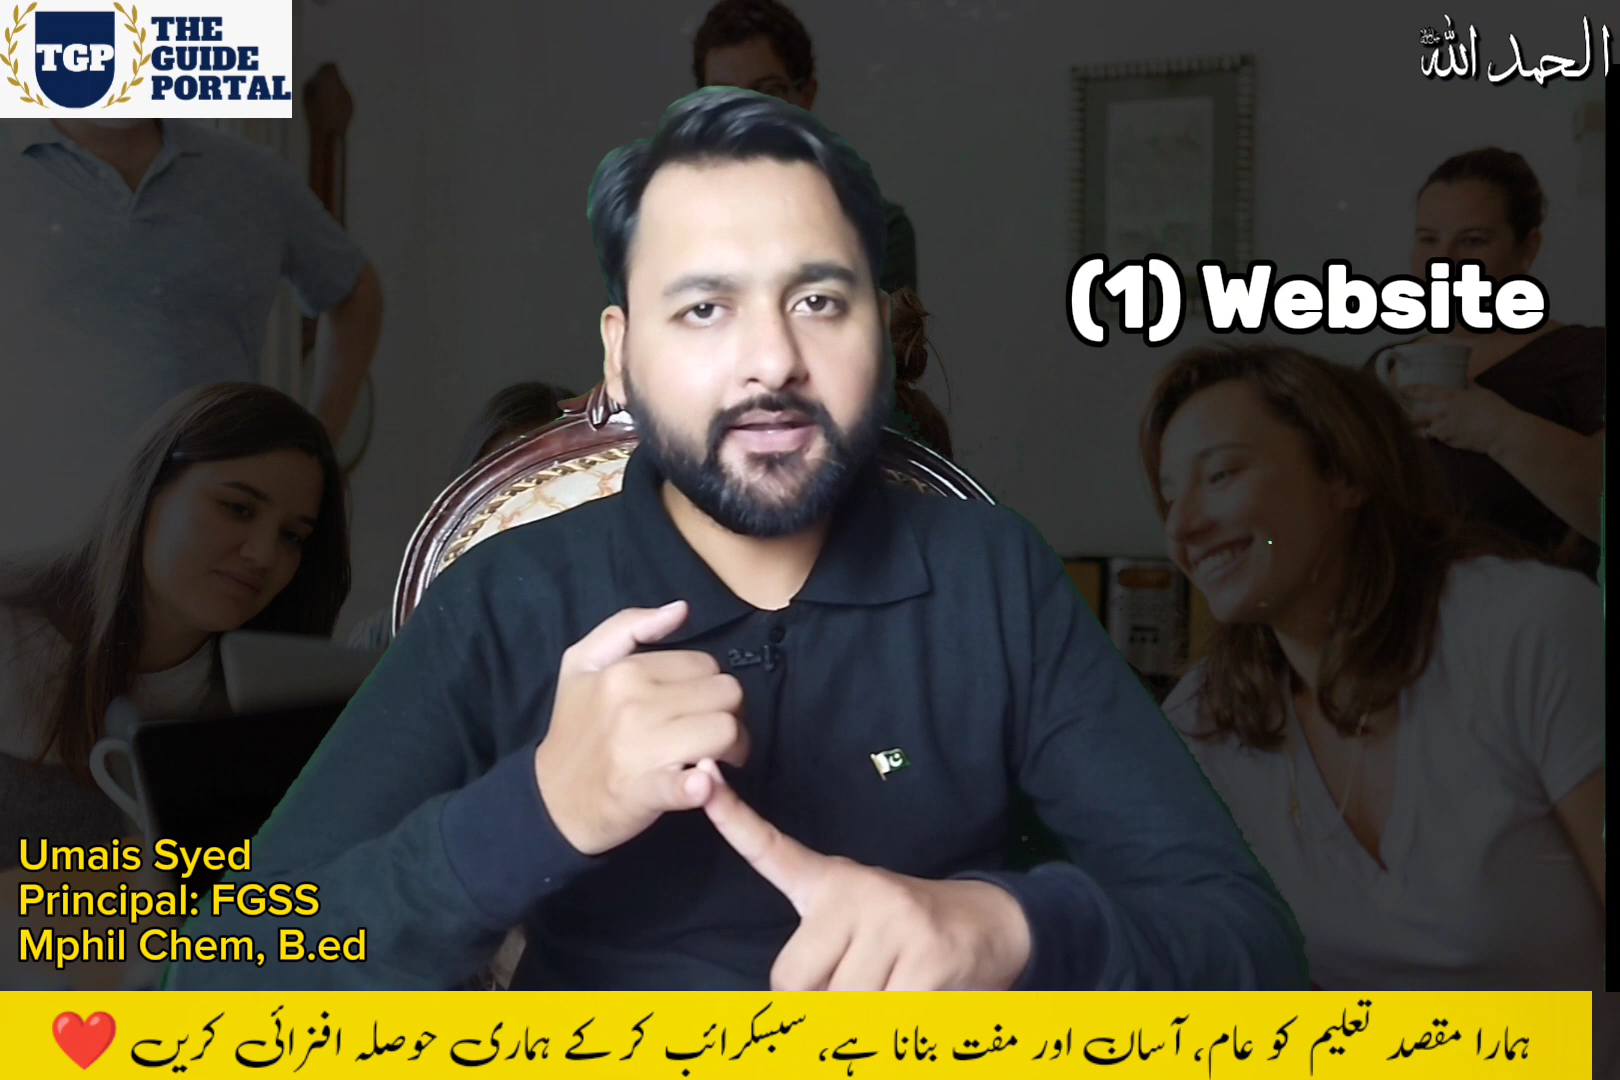 TGP
THE
GUIDE
PORTAL
الحمد اللہ
(1) Website
Umais Syed
Principal: FGSS
Mphil Chem, B.ed
ہمارا مقصد تعلیم کو عام، آسان اور مفت بنانا ہے، سبسکرائب کر کے ہماری حوصلہ افزائی کریں ❤️